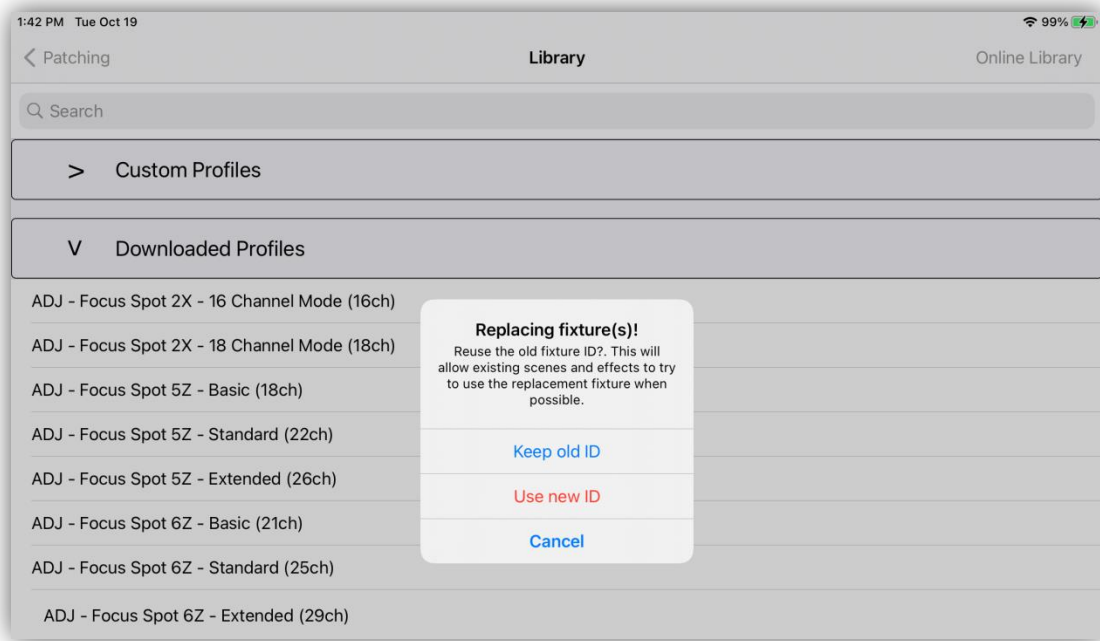 1:42 PM Tue Oct 19
99%
Patching
Library
Online Library
Search
> Custom Profiles
V Downloaded Profiles
ADJ - Focus Spot 2X - 16 Channel Mode (16ch)
ADJ - Focus Spot 2X - 18 Channel Mode (18ch)
ADJ - Focus Spot 5Z - Basic (18ch)
ADJ - Focus Spot 5Z - Standard (22ch)
ADJ - Focus Spot 5Z - Extended (26ch)
ADJ - Focus Spot 6Z - Basic (21ch)
ADJ - Focus Spot 6Z - Standard (25ch)
ADJ - Focus Spot 6Z - Extended (29ch)
Replacing fixture(s)!
Reuse the old fixture ID?. This will
allow existing scenes and effects to try
to use the replacement fixture when
possible.
Keep old ID
Use new ID
Cancel